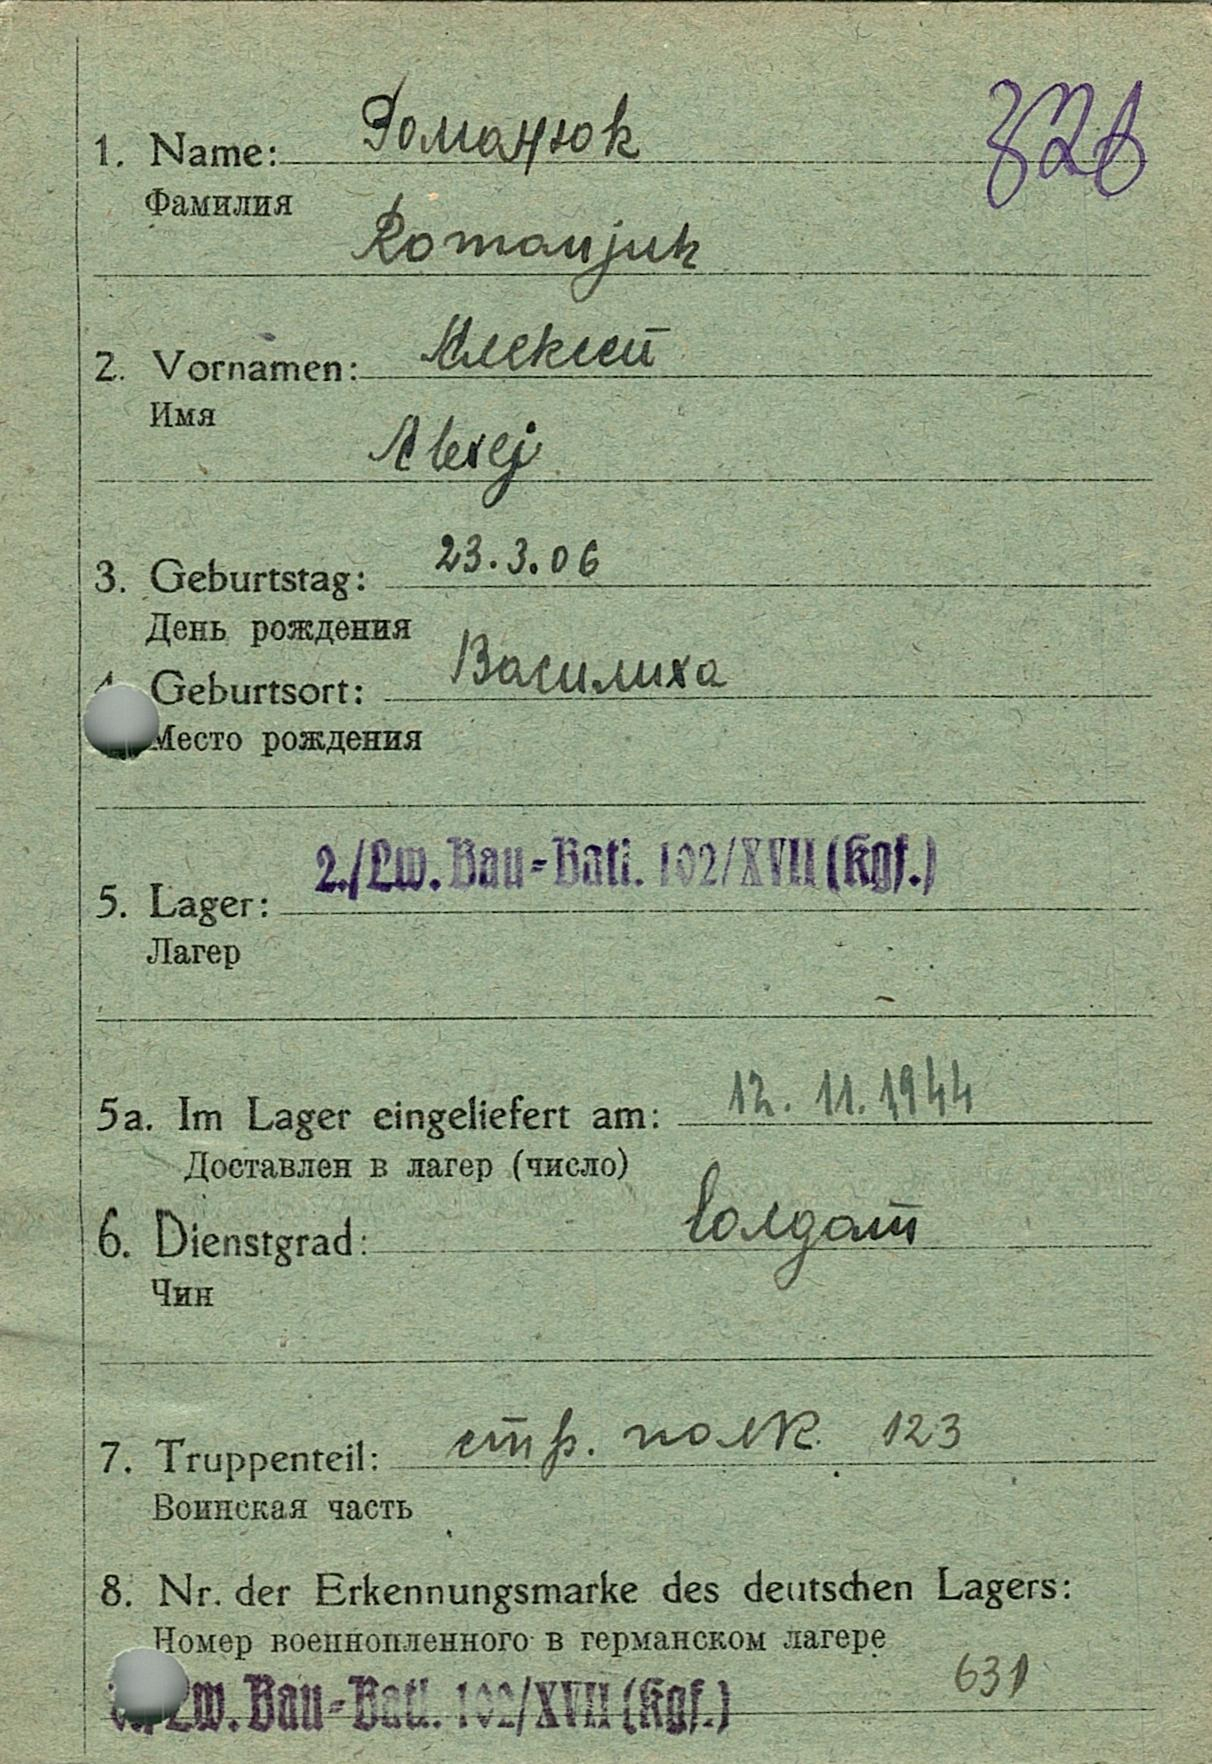 1. Name: Романюк
Фамилия
Romanjuk
2. Vornamen: Алексей
Имя
Alexej
3. Geburtstag: 23.3.06
День рождения
Geburtsort: Василиха
Место рождения
2./Lw. Bau=Batl. 102/XVII (Kgf.)
5. Lager:
Лагер
5a. Im Lager eingeliefert am: 12. 11. 1944
Доставлен в лагер (число)
6. Dienstgrad: Солдат
Чин
7. Truppenteil: стр. полк 123
Воинская часть
8. Nr. der Erkennungsmarke des deutschen Lagers:
Номер военнопленного в германском лагере
631
Lw. Bau=Batl. 102/XVII (Kgf.)